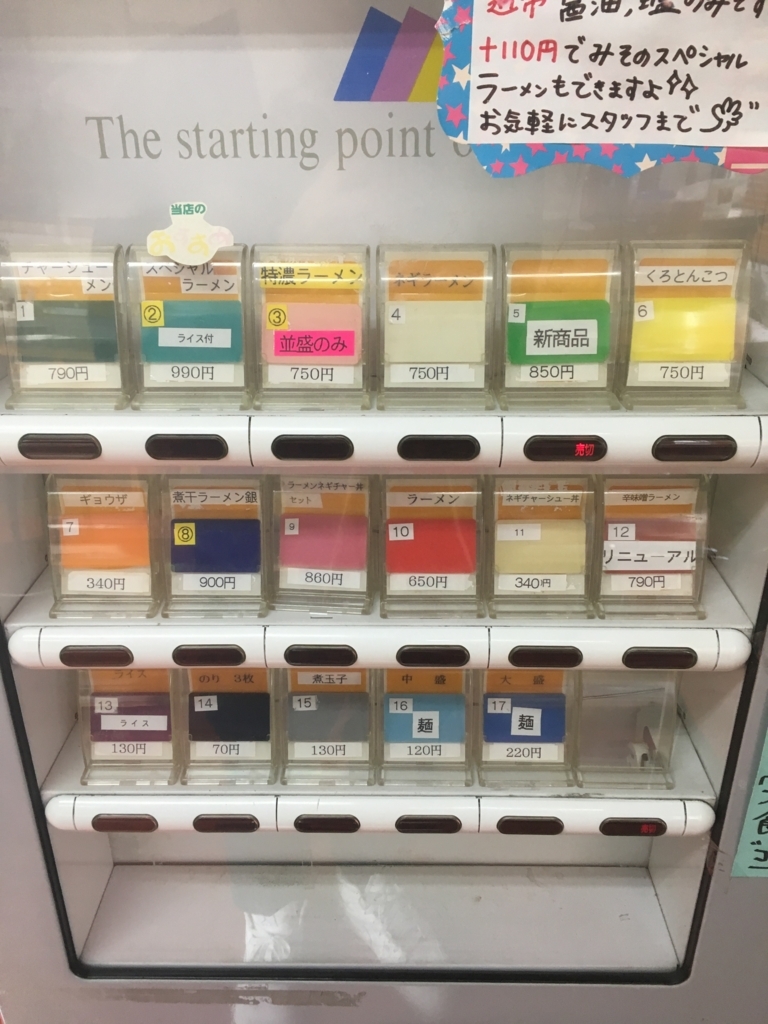 醤油,塩のみです
+110円でみそのスペシャル
ラーメンもできますよ
お気軽にスタッフまで
The starting point
当店の
チャーシュー
メン
1
790円
スペシャル
ラーメン
②
ライス付
990円
特濃ラーメン
③
並盛のみ
750円
ネギラーメン
4
750円
5
新商品
850円
くろとんこつ
6
750円
売切
ギョウザ
7
340円
煮干ラーメン銀
⑧
900円
ラーメンネギチャー丼
セット
9
860円
ラーメン
10
650円
ネギチャーシュー丼
11
340円
辛味噌ラーメン
12
リニューアル
790円
ライス
13
ライス
130円
のり 3枚
14
70円
煮玉子
15
130円
中 盛
16
麺
120円
大 盛
17
麺
220円
売切